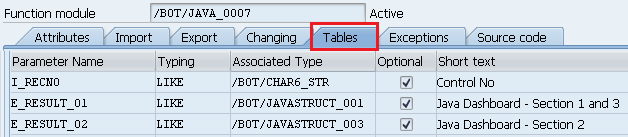 Function module /BOT/JAVA_0007 Active
Attributes Import Export Changing Tables Exceptions Source code
Parameter Name Typing Associated Type Optional Short text
I_RECNO LIKE /BOT/CHAR6_STR Control No
E_RESULT_01 LIKE /BOT/JAVASTRUCT_001 Java Dashboard - Section 1 and 3
E_RESULT_02 LIKE /BOT/JAVASTRUCT_003 Java Dashboard - Section 2